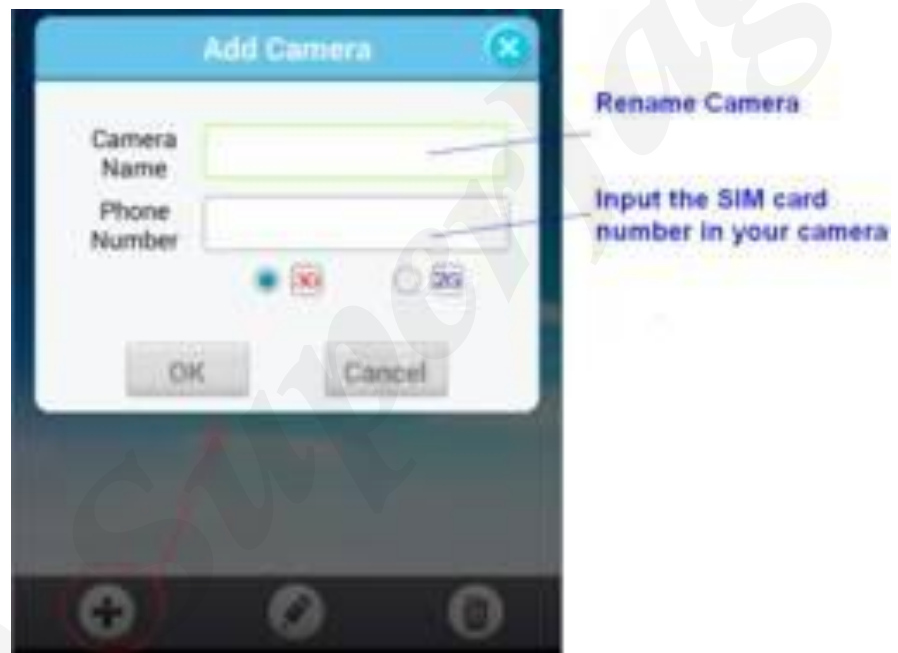 Add Camera
Rename Camera
Camera
Name
Input the SIM card
number in your camera
Phone
Number
3G 2G
OK Cancel